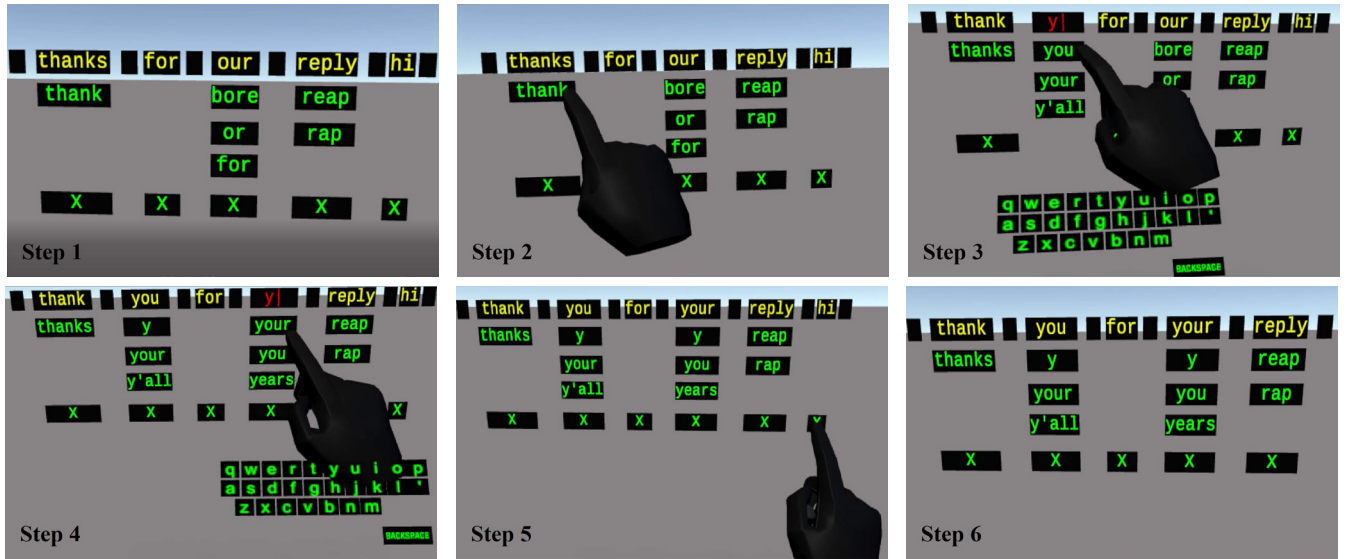 thanks for our reply hi
thank bore reap
or rap
for
X X X X X
Step 1
thanks for our reply hi
thank bore reap
or rap
for
X X X X
Step 2
thank y| for our reply hi
thanks you bore reap
your or rap
y'all
X X X
q w e r t y u i o p
a s d f g h j k l '
z x c v b n m
BACKSPACE
Step 3
thank you for y| reply hi
thanks y your reap
your you rap
y'all years
X X X X X
q w e r t y u i o p
a s d f g h j k l '
z x c v b n m
BACKSPACE
Step 4
thank you for your reply hi
thanks y y reap
your you rap
y'all years
X X X X X
Step 5
thank you for your reply
thanks y y reap
your you rap
y'all years
X X X X X
Step 6